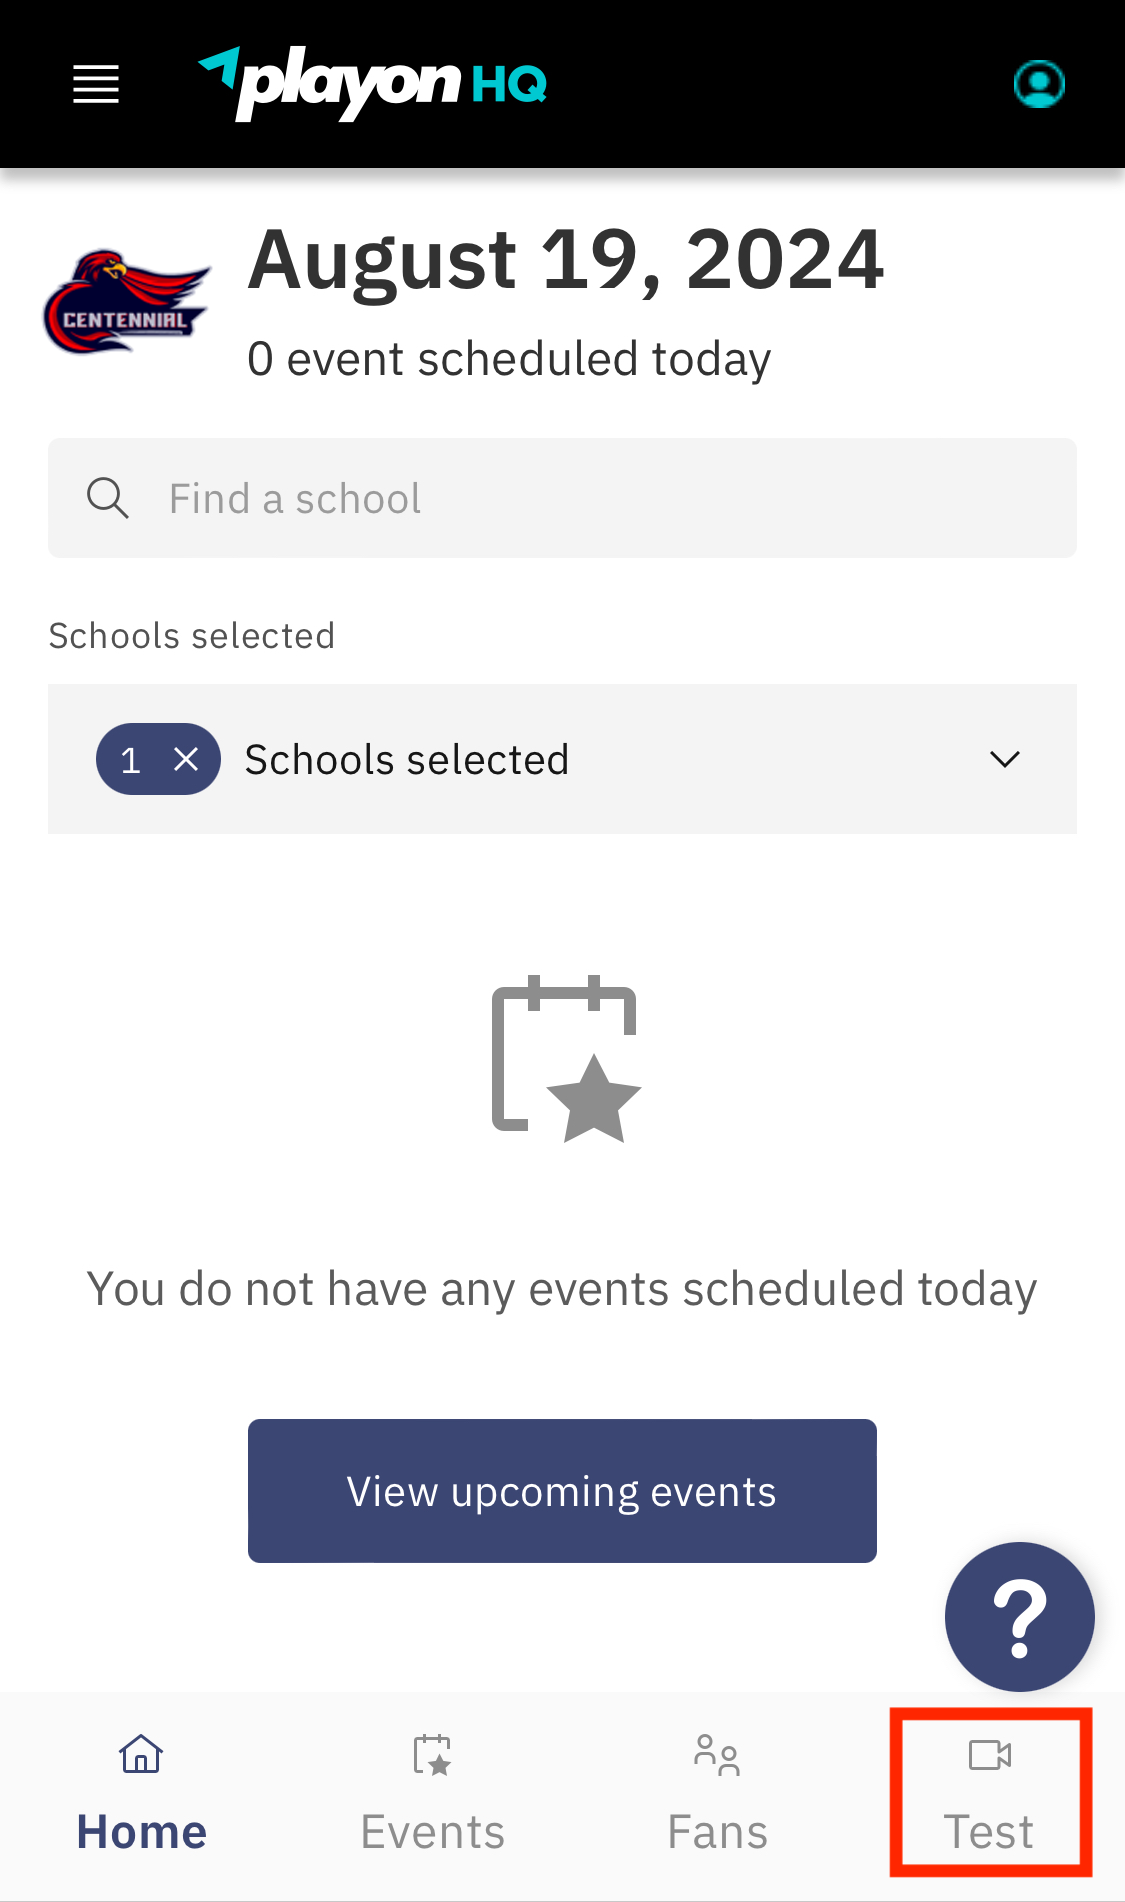 playon HQ
August 19, 2024
CENTENNIAL
0 event scheduled today
Find a school
Schools selected
1 Schools selected
You do not have any events scheduled today
View upcoming events
?
Home Events Fans Test